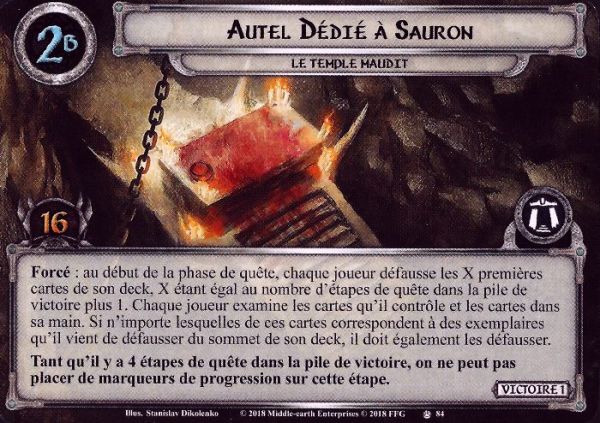 2B
AUTEL DÉDIÉ À SAURON
LE TEMPLE MAUDIT
16
Forcé : au début de la phase de quête, chaque joueur défausse les X premières
cartes de son deck, X étant égal au nombre d'étapes de quête dans la pile de
victoire plus 1. Chaque joueur examine les cartes qu'il contrôle et les cartes dans
sa main. Si n'importe lesquelles de ces cartes correspondent à des exemplaires
qu'il vient de défausser du sommet de son deck, il doit également les défausser.
Tant qu'il y a 4 étapes de quête dans la pile de victoire, on ne peut pas
placer de marqueurs de progression sur cette étape.
VICTOIRE 1
Illus. Stanislav Dikolenko © 2018 Middle-earth Enterprises © 2018 FFG 84